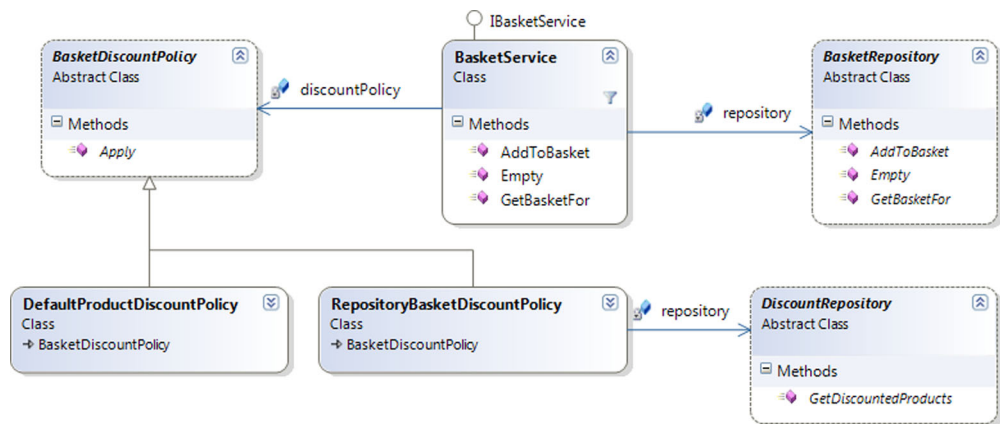 IBasketService
BasketDiscountPolicy
Abstract Class
Methods
Apply
discountPolicy
BasketService
Class
Methods
AddToBasket
Empty
GetBasketFor
repository
BasketRepository
Abstract Class
Methods
AddToBasket
Empty
GetBasketFor
DefaultProductDiscountPolicy
Class
BasketDiscountPolicy
RepositoryBasketDiscountPolicy
Class
BasketDiscountPolicy
repository
DiscountRepository
Abstract Class
Methods
GetDiscountedProducts